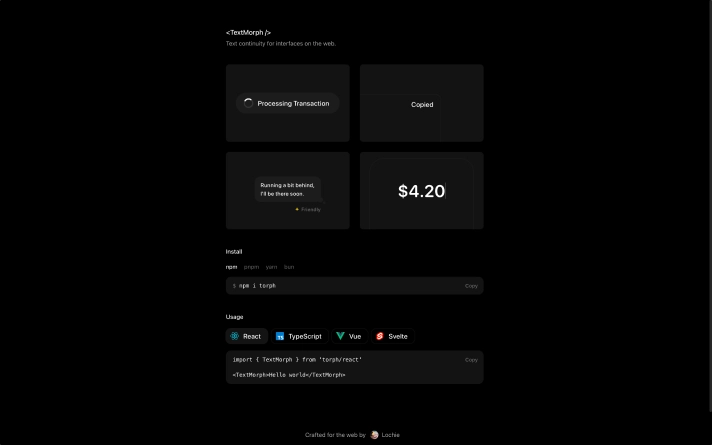 <TextMorph />
Text continuity for interfaces on the web.
Processing Transaction
Copied
Running a bit behind,
I'll be there soon.
Friendly
$4.20
Install
npm pnpm yarn bun
$ npm i torph
Copy
Usage
React
TS TypeScript
Vue
Svelte
import { TextMorph } from 'torph/react'
Copy
<TextMorph>Hello world</TextMorph>
Crafted for the web by Lochie